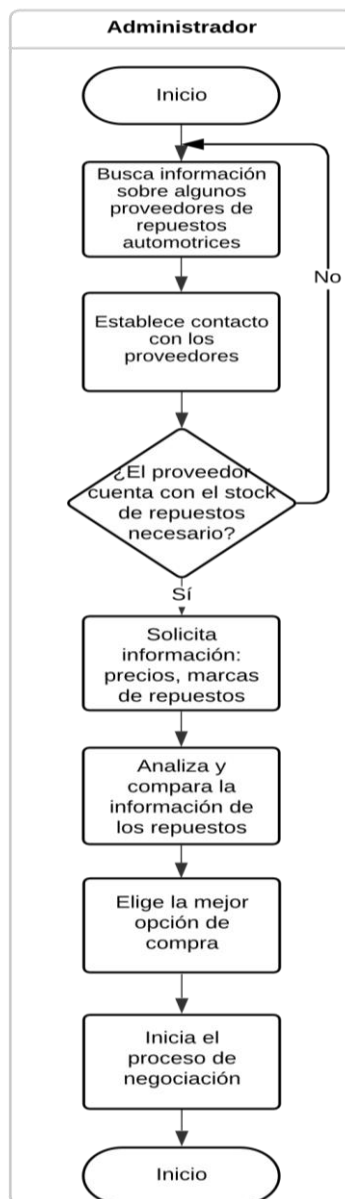 Administrador
Inicio
Busca información
sobre algunos
proveedores de
repuestos
automotrices
No
Establece contacto
con los
proveedores
¿El proveedor
cuenta con el stock
de repuestos
necesario?
Sí
Solicita
información:
precios, marcas
de repuestos
Analiza y
compara la
información de
los repuestos
Elige la mejor
opción de
compra
Inicia el
proceso de
negociación
Inicio